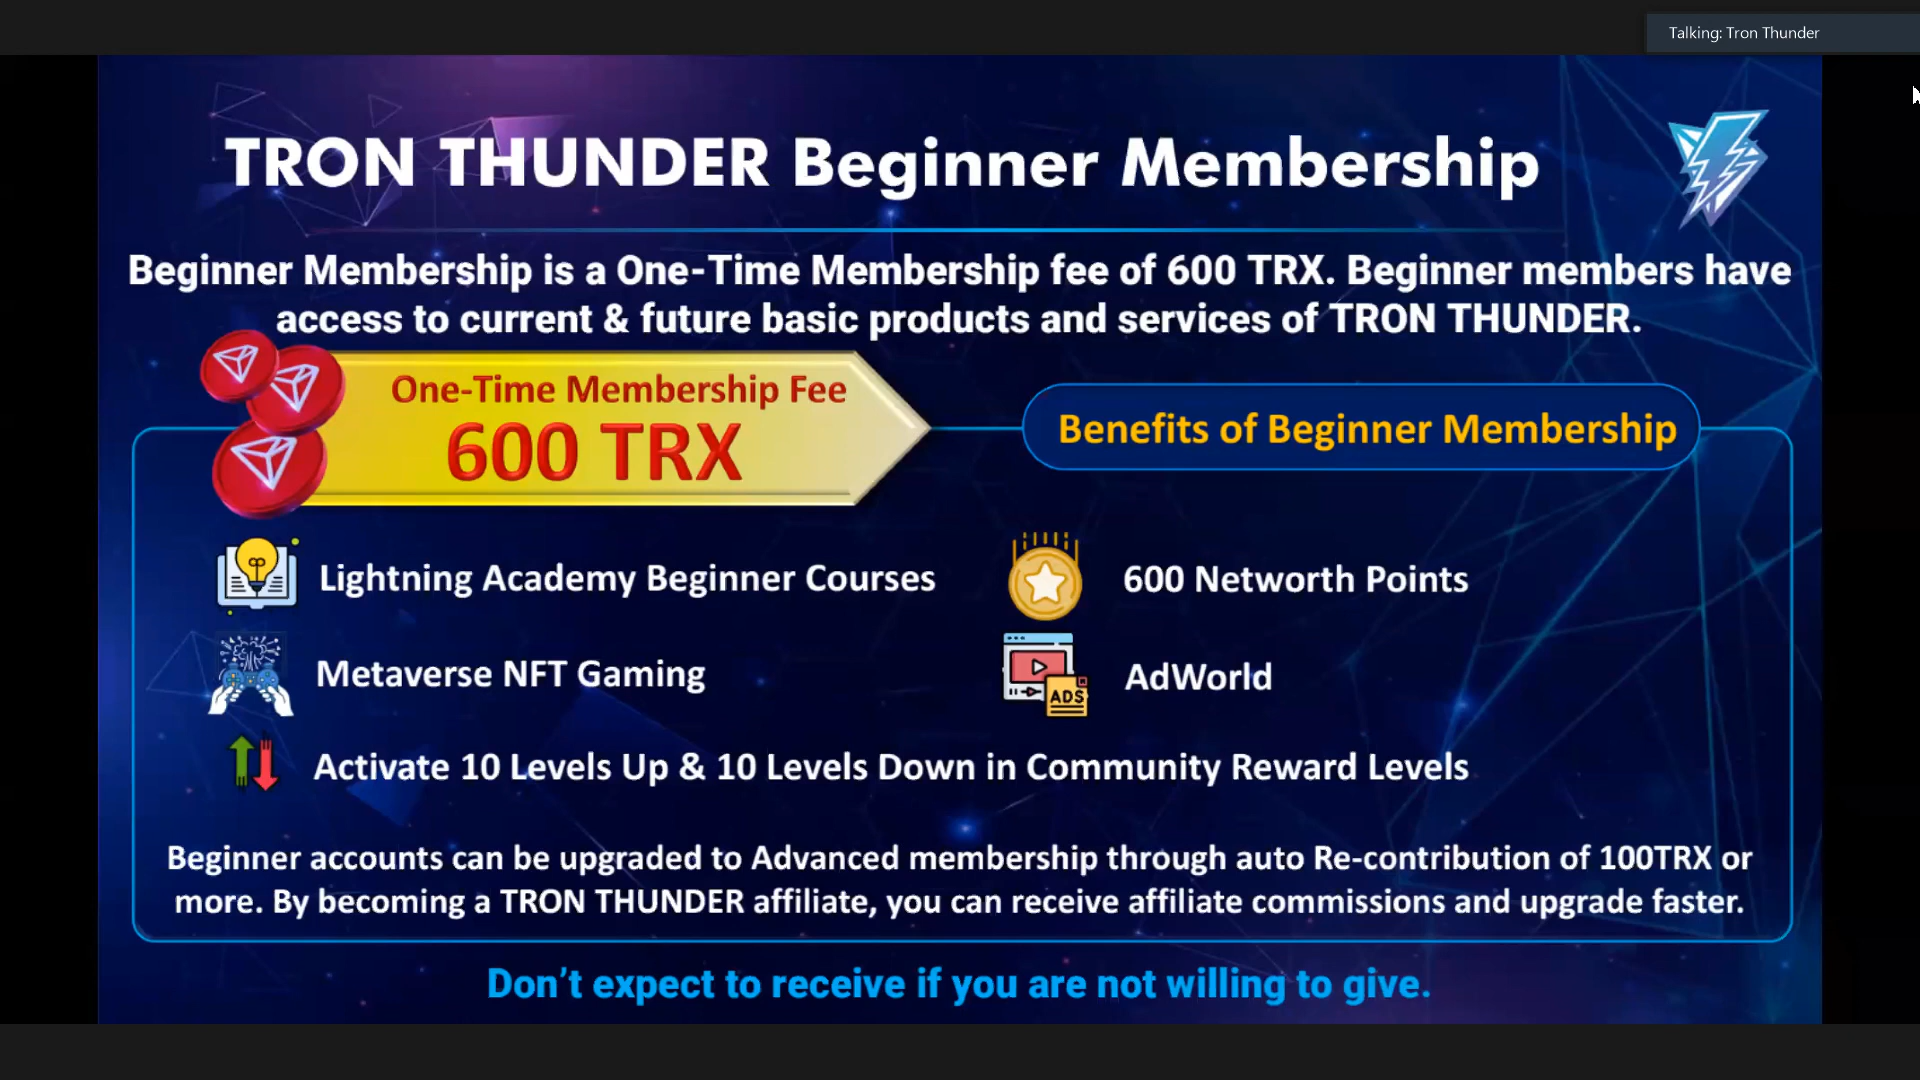 Talking: Tron Thunder
TRON THUNDER Beginner Membership
Beginner Membership is a One-Time Membership fee of 600 TRX. Beginner members have
access to current & future basic products and services of TRON THUNDER.
One-Time Membership Fee
600 TRX
Benefits of Beginner Membership
Lightning Academy Beginner Courses
600 Networth Points
Metaverse NFT Gaming
ADS
AdWorld
Activate 10 Levels Up & 10 Levels Down in Community Reward Levels
Beginner accounts can be upgraded to Advanced membership through auto Re-contribution of 100TRX or
more. By becoming a TRON THUNDER affiliate, you can receive affiliate commissions and upgrade faster.
Don’t expect to receive if you are not willing to give.